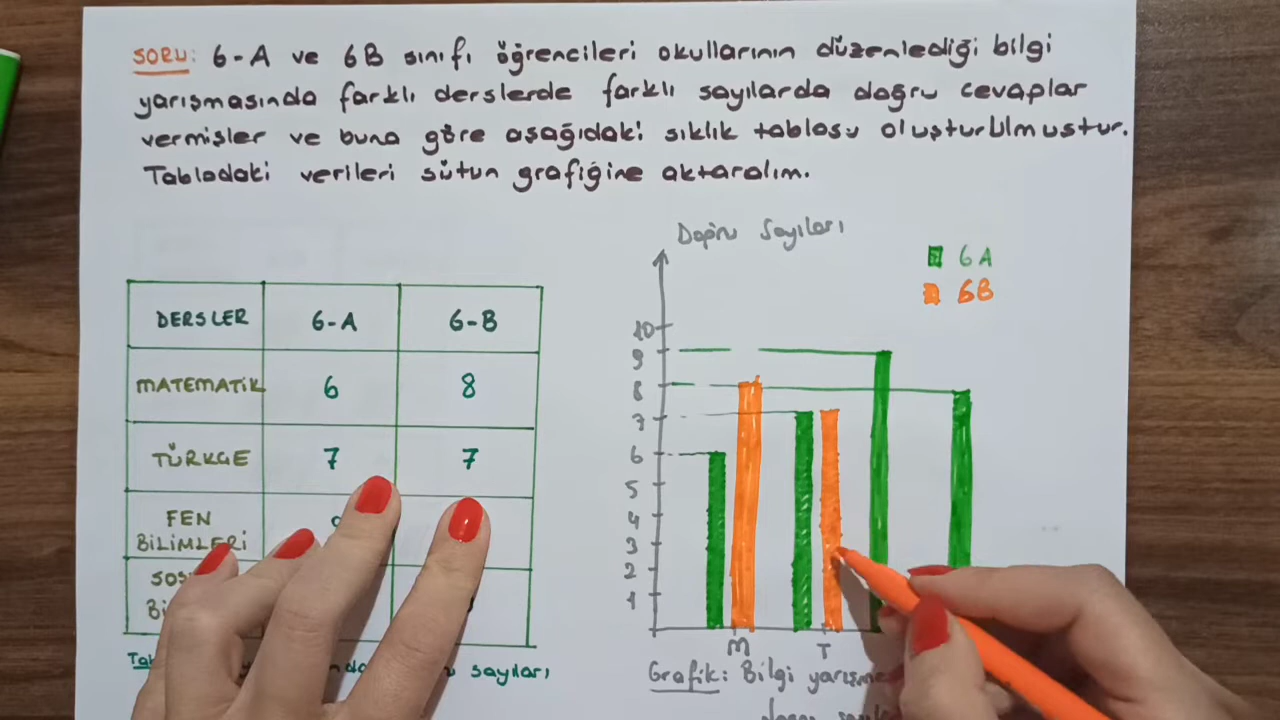 SORU: 6-A ve 6B sınıfı öğrencileri okullarının düzenlediği bilgi
yarışmasında farklı derslerde farklı sayılarda doğru cevaplar
vermişler ve buna göre aşağıdaki sıklık tablosu oluşturulmuştur.
Tablodaki verileri sütun grafiğine aktaralım.
DERSLER 6-A 6-B
MATEMATİK 6 8
TÜRKÇE 7 7
FEN
BİLİMLERİ
sayıları
Doğru Sayıları
6A
6B
10
9
8
7
6
5
4
3
2
1
M T
Grafik: Bilgi